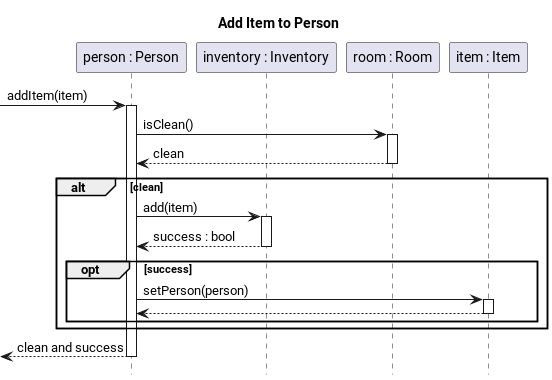 Add Item to Person
person : Person
inventory : Inventory
room : Room
item : Item
addItem(item)
isClean()
clean
alt
[clean]
add(item)
success : bool
opt
[success]
setPerson(person)
clean and success